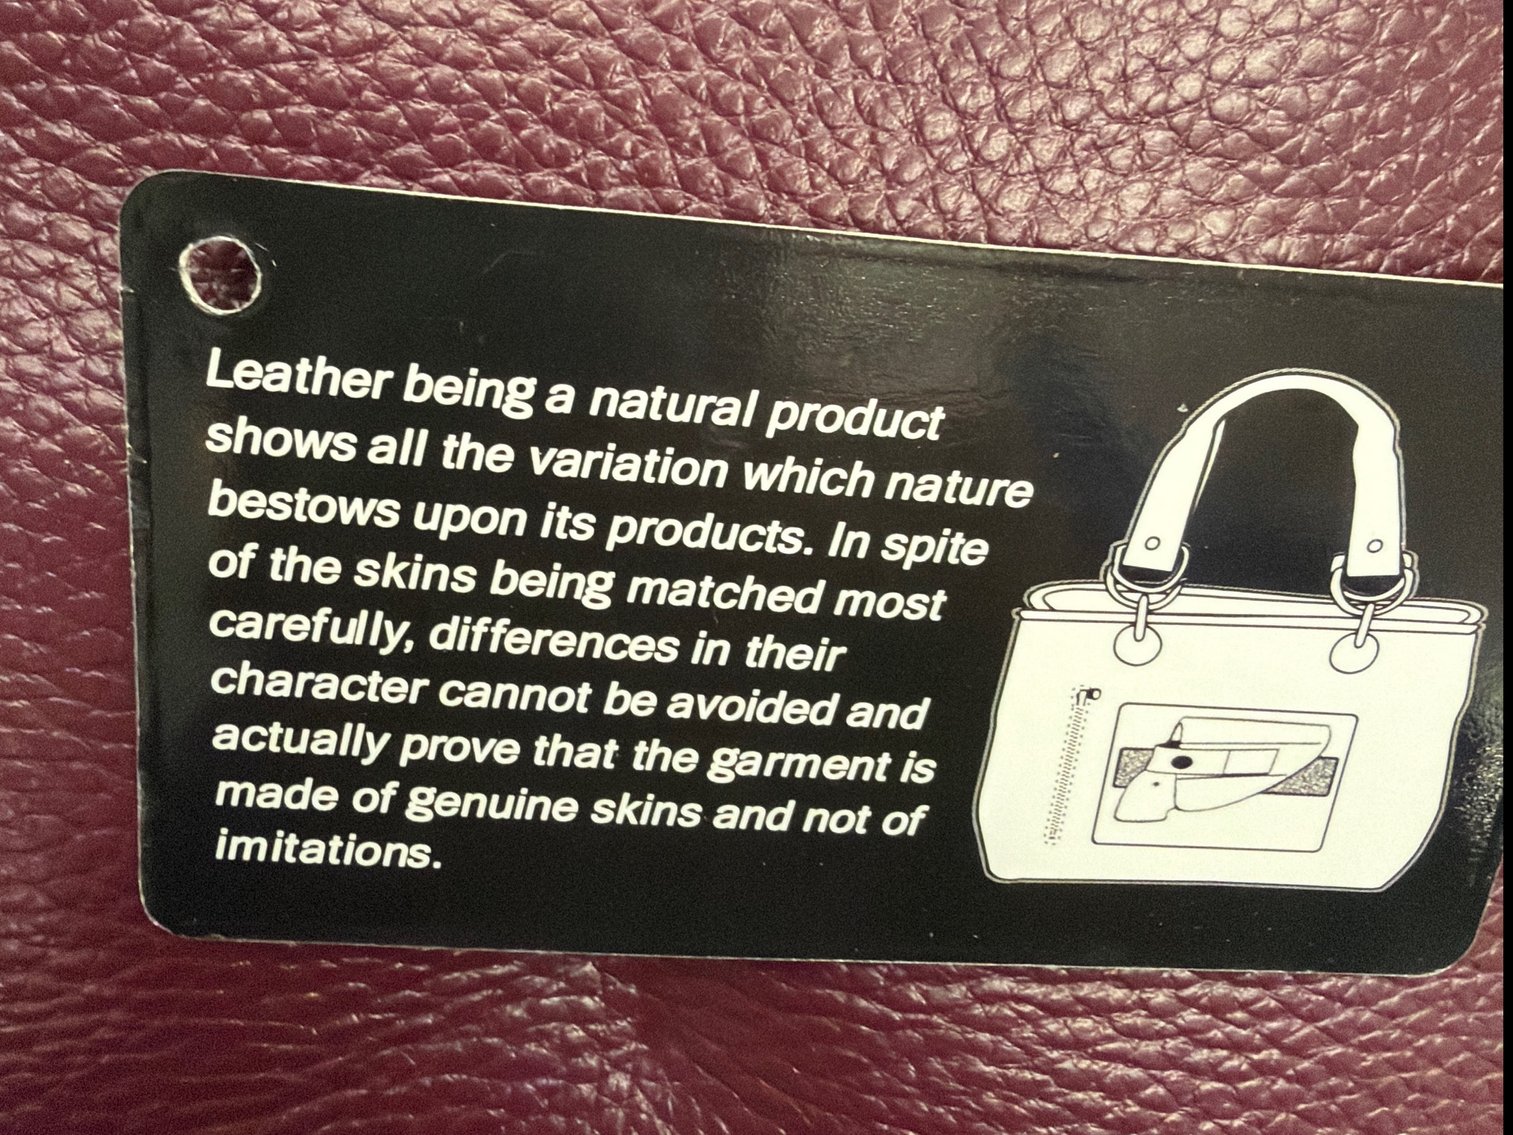 Leather being a natural product
shows all the variation which nature
bestows upon its products. In spite
of the skins being matched most
carefully, differences in their
character cannot be avoided and
actually prove that the garment is
made of genuine skins and not of
imitations.